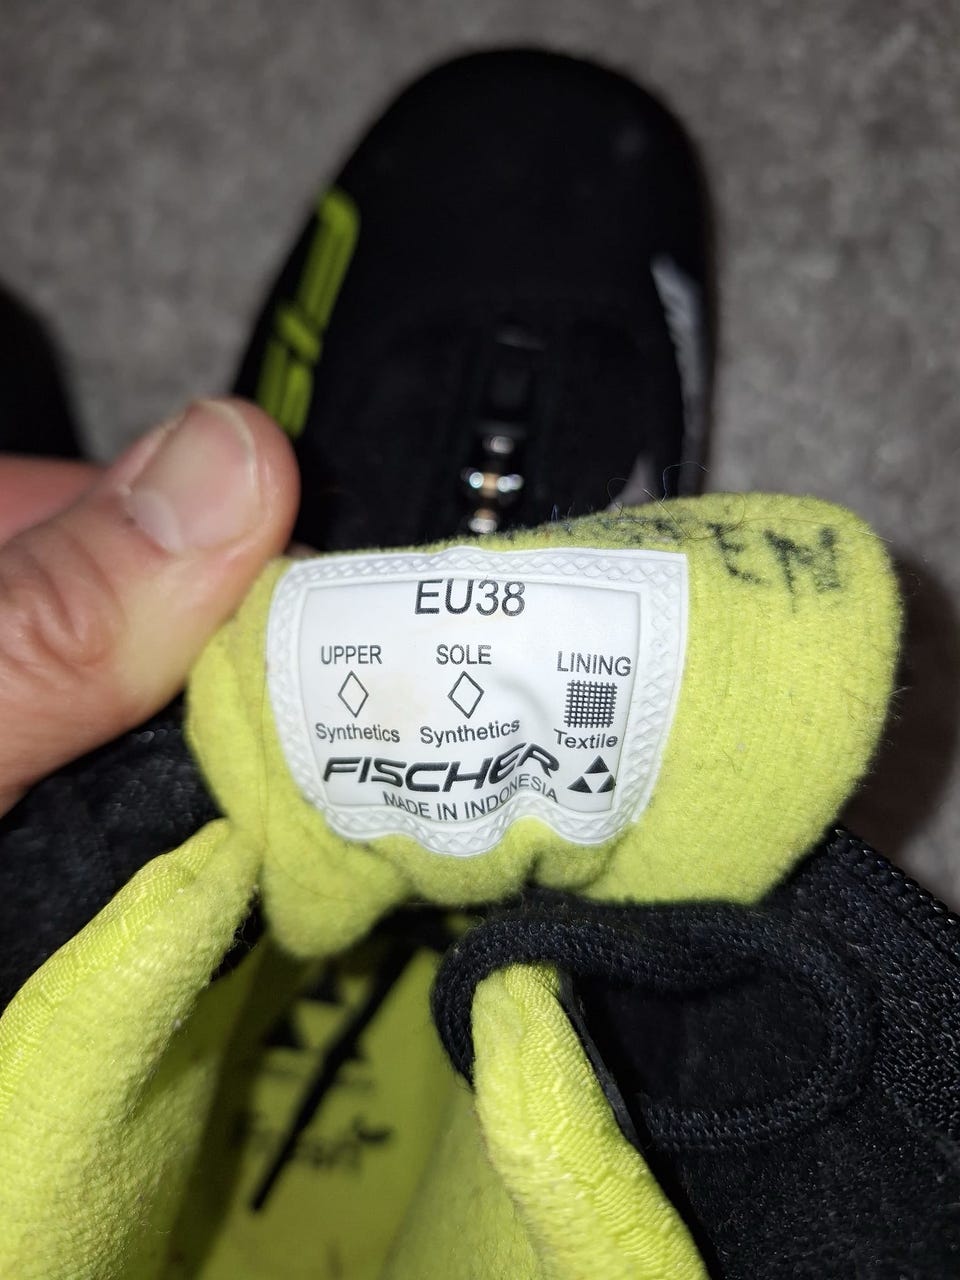 EU38
UPPER SOLE LINING
Synthetics Synthetics Textile
FISCHER
MADE IN INDONESIA